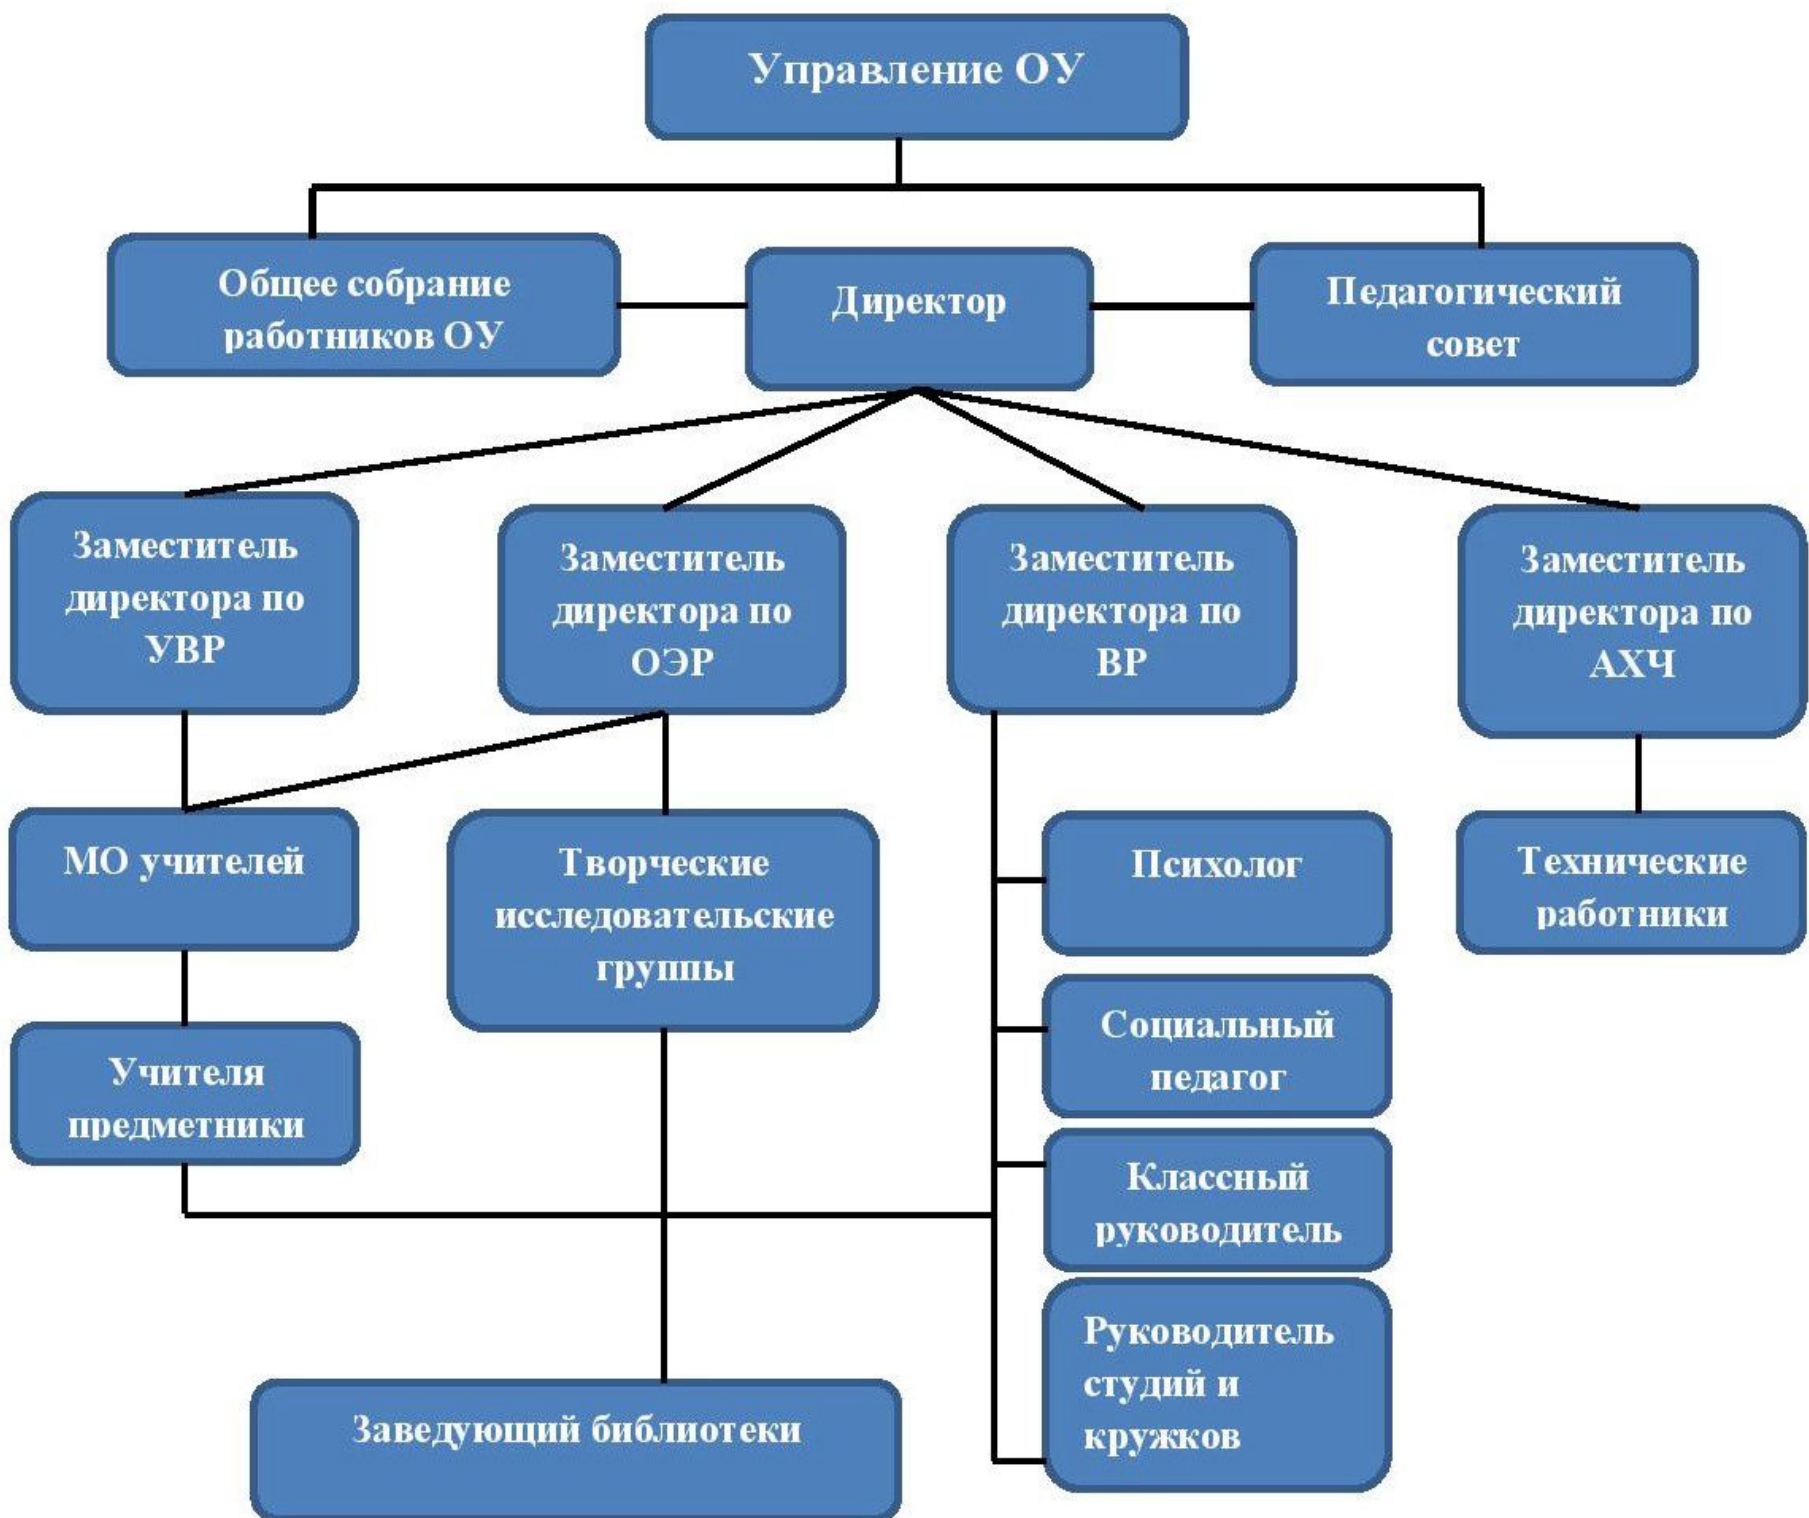 Управление ОУ
Общее собрание
работников ОУ
Директор
Педагогический
совет
Заместитель
директора по
УВР
Заместитель
директора по
ОЭР
Заместитель
директора по
ВР
Заместитель
директора по
АХЧ
МО учителей
Творческие
исследовательские
группы
Психолог
Технические
работники
Социальный
педагог
Учителя
предметники
Классный
руководитель
Руководитель
студий и
кружков
Заведующий библиотеки